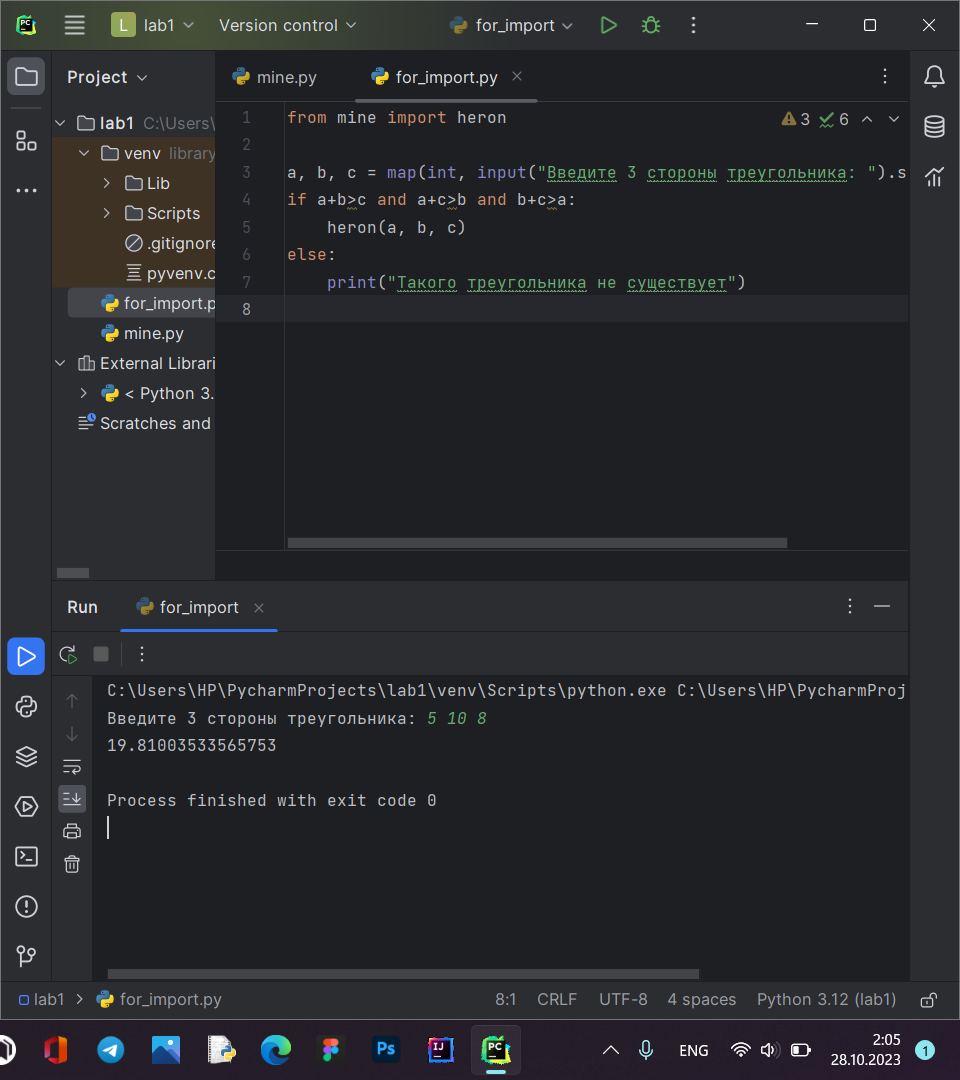 L lab1 Version control for_import
Project
mine.py for_import.py
lab1 C:\Users\
venv library
Lib
Scripts
.gitignore
pyvenv.c
for_import.p
mine.py
External Librari
< Python 3.
Scratches and
3 6
1 from mine import heron
2
3 a, b, c = map(int, input("Введите 3 стороны треугольника: ").s
4 if a+b>c and a+c>b and b+c>a:
5 heron(a, b, c)
6 else:
7 print("Такого треугольника не существует")
8
Run for_import
C:\Users\HP\PycharmProjects\lab1\venv\Scripts\python.exe C:\Users\HP\PycharmProj
Введите 3 стороны треугольника: 5 10 8
19.81003533565753
Process finished with exit code 0
lab1 > for_import.py 8:1 CRLF UTF-8 4 spaces Python 3.12 (lab1)
Ps IJ PC ENG 2:05
28.10.2023 1